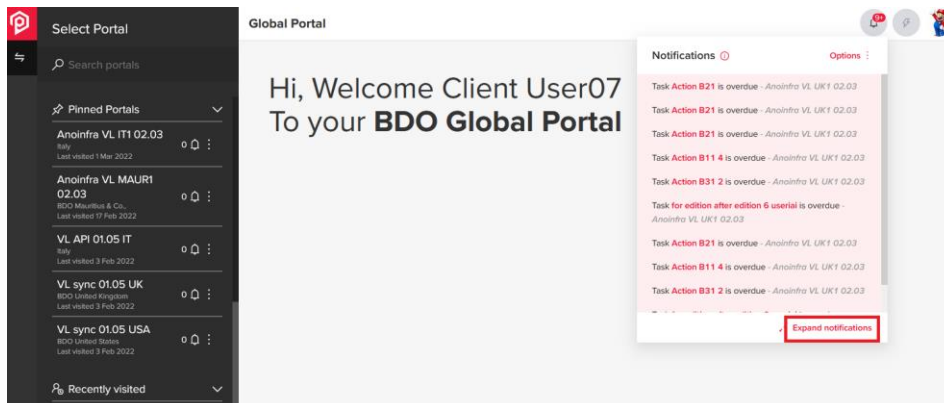 Select Portal
Search portals
Pinned Portals
Anoinfra VL IT1 02.03
Italy
Last visited 1 Mar 2022
0
Anoinfra VL MAUR1
02.03
BDO Mauritius & Co.,
Last visited 17 Feb 2022
0
VL API 01.05 IT
Italy
Last visited 3 Feb 2022
0
VL sync 01.05 UK
BDO United Kingdom
Last visited 3 Feb 2022
0
VL sync 01.05 USA
BDO United States
Last visited 3 Feb 2022
0
Recently visited
Global Portal
9+
Hi, Welcome Client User07
To your BDO Global Portal
Notifications
Options
Task Action B21 is overdue - Anoinfra VL UK1 02.03
Task Action B21 is overdue - Anoinfra VL UK1 02.03
Task Action B21 is overdue - Anoinfra VL UK1 02.03
Task Action B11 4 is overdue - Anoinfra VL UK1 02.03
Task Action B31 2 is overdue - Anoinfra VL UK1 02.03
Task for edition after edition 6 useriai is overdue -
Anoinfra VL UK1 02.03
Task Action B21 is overdue - Anoinfra VL UK1 02.03
Task Action B11 4 is overdue - Anoinfra VL UK1 02.03
Task Action B31 2 is overdue - Anoinfra VL UK1 02.03
Expand notifications